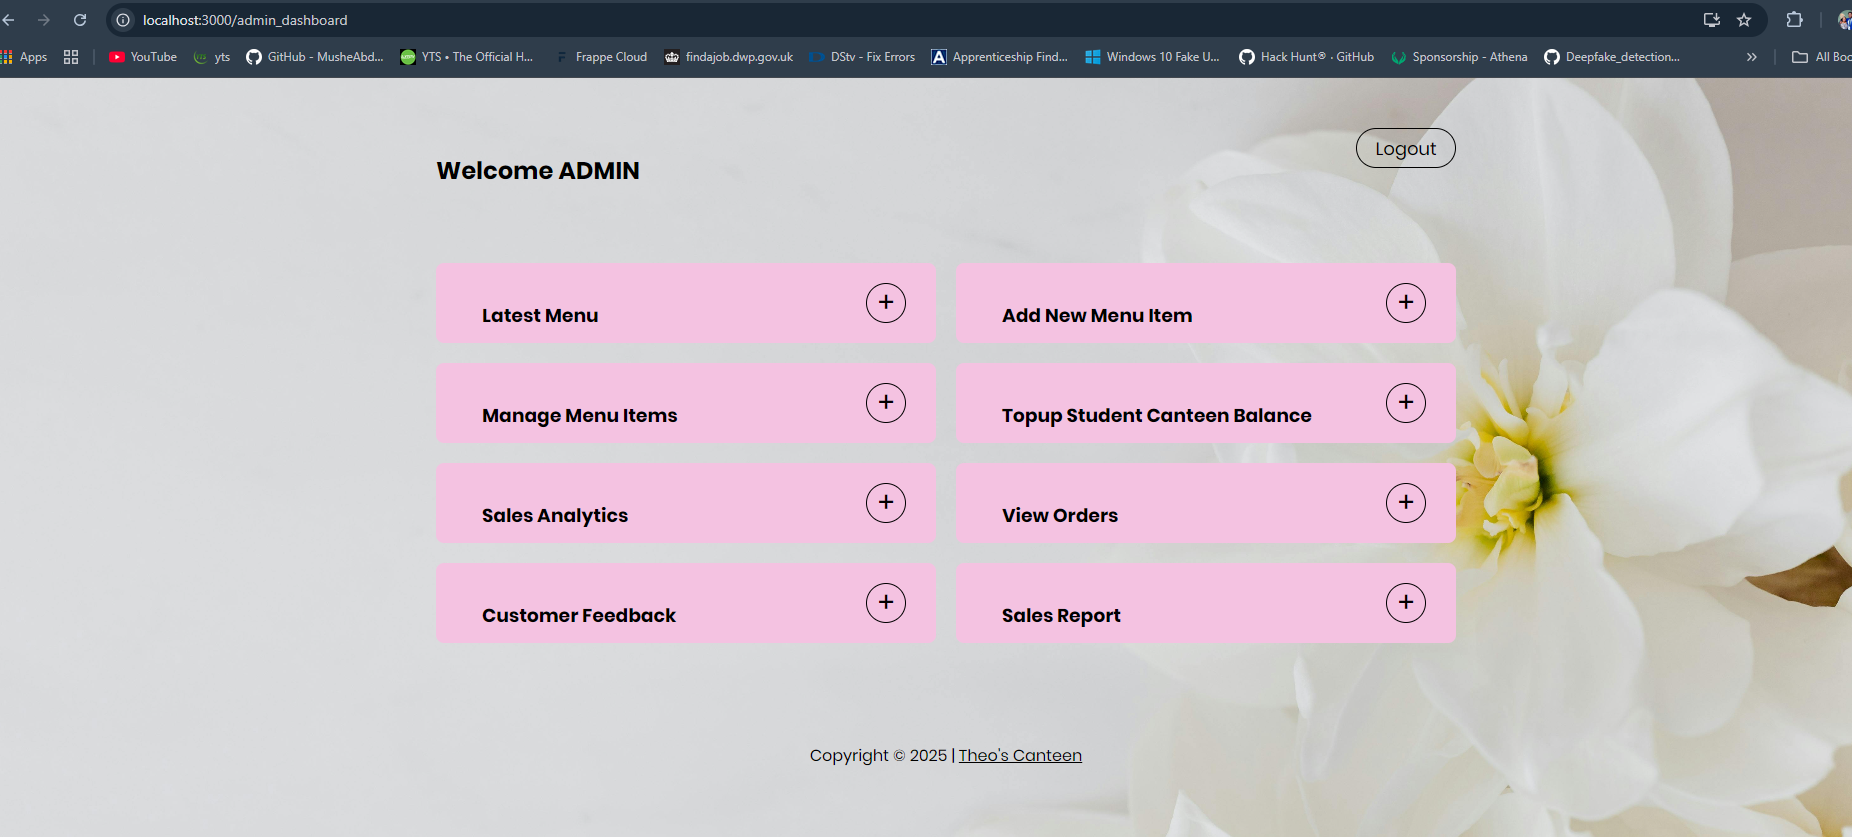 localhost:3000/admin_dashboard
Apps YouTube yts GitHub - MusheAbd... YTS • The Official H... Frappe Cloud findajob.dwp.gov.uk DStv - Fix Errors Apprenticeship Find... Windows 10 Fake U... Hack Hunt® · GitHub Sponsorship - Athena Deepfake_detection... » All Boo
Logout
Welcome ADMIN
Latest Menu + Add New Menu Item +
Manage Menu Items + Topup Student Canteen Balance +
Sales Analytics + View Orders +
Customer Feedback + Sales Report +
Copyright © 2025 | Theo's Canteen